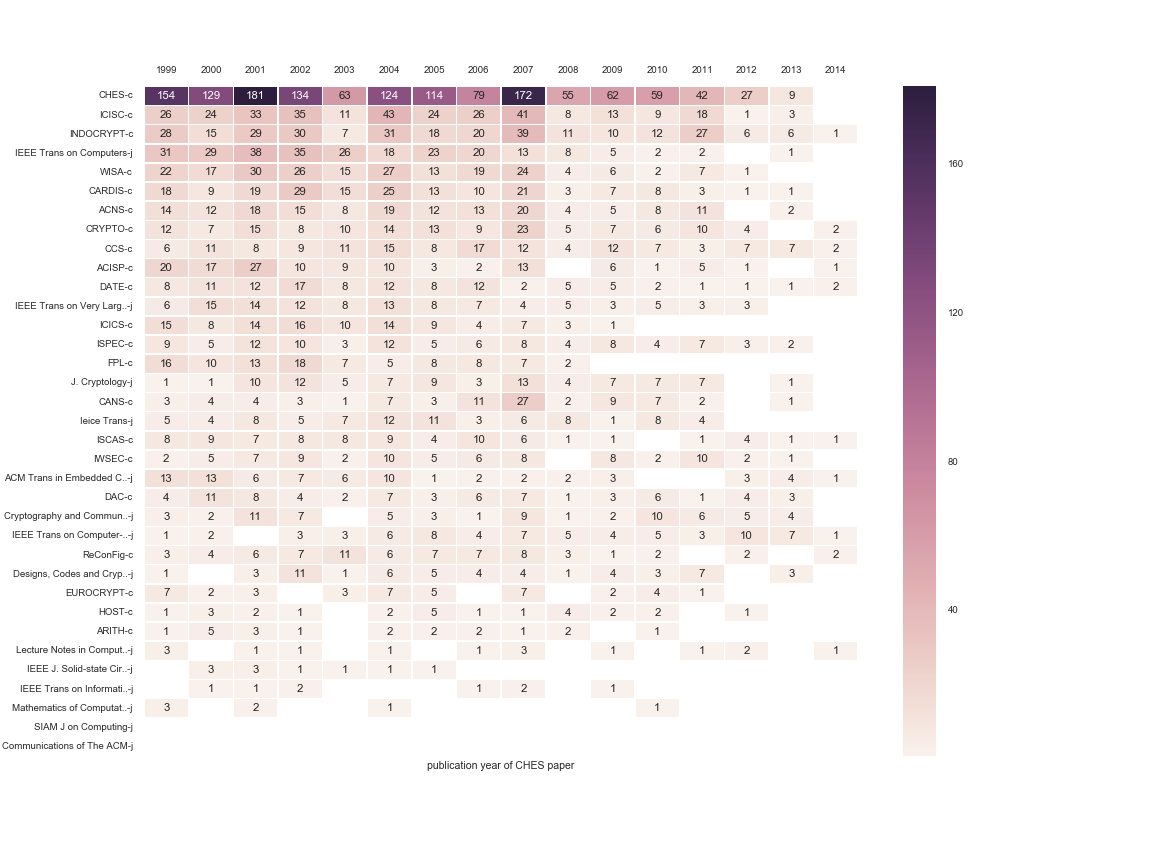 1999 2000 2001 2002 2003 2004 2005 2006 2007 2008 2009 2010 2011 2012 2013 2014
CHES-c 154 129 181 134 63 124 114 79 172 55 62 59 42 27 9
ICISC-c 26 24 33 35 11 43 24 26 41 8 13 9 18 1 3
INDOCRYPT-c 28 15 29 30 7 31 18 20 39 11 10 12 27 6 6 1
IEEE Trans on Computers-j 31 29 38 35 26 18 23 20 13 8 5 2 2 1
160
WISA-c 22 17 30 26 15 27 13 19 24 4 6 2 7 1
CARDIS-c 18 9 19 29 15 25 13 10 21 3 7 8 3 1 1
ACNS-c 14 12 18 15 8 19 12 13 20 4 5 8 11 2
CRYPTO-c 12 7 15 8 10 14 13 9 23 5 7 6 10 4 2
CCS-c 6 11 8 9 11 15 8 17 12 4 12 7 3 7 7 2
ACISP-c 20 17 27 10 9 10 3 2 13 6 1 5 1 1
DATE-c 8 11 12 17 8 12 8 12 2 5 5 2 1 1 1 2
IEEE Trans on Very Larg..-j 6 15 14 12 8 13 8 7 4 5 3 5 3 3
120
ICICS-c 15 8 14 16 10 14 9 4 7 3 1
ISPEC-c 9 5 12 10 3 12 5 6 8 4 8 4 7 3 2
FPL-c 16 10 13 18 7 5 8 8 7 2
J. Cryptology-j 1 1 10 12 5 7 9 3 13 4 7 7 7 1
CANS-c 3 4 4 3 1 7 3 11 27 2 9 7 2 1
Ieice Trans-j 5 4 8 5 7 12 11 3 6 8 1 8 4
ISCAS-c 8 9 7 8 8 9 4 10 6 1 1 1 4 1 1
IWSEC-c 2 5 7 9 2 10 5 6 8 8 2 10 2 1
80
ACM Trans in Embedded C..-j 13 13 6 7 6 10 1 2 2 2 3 3 4 1
DAC-c 4 11 8 4 2 7 3 6 7 1 3 6 1 4 3
Cryptography and Commun..-j 3 2 11 7 5 3 1 9 1 2 10 6 5 4
IEEE Trans on Computer-..-j 1 2 3 3 6 8 4 7 5 4 5 3 10 7 1
ReConFig-c 3 4 6 7 11 6 7 7 8 3 1 2 2 2
Designs, Codes and Cryp..-j 1 3 11 1 6 5 4 4 1 4 3 7 3
EUROCRYPT-c 7 2 3 3 7 5 7 2 4 1
HOST-c 1 3 2 1 2 5 1 1 4 2 2 1
40
ARITH-c 1 5 3 1 2 2 2 1 2 1
Lecture Notes in Comput..-j 3 1 1 1 1 3 1 1 2 1
IEEE J. Solid-state Cir..-j 3 3 1 1 1 1
IEEE Trans on Informati..-j 1 1 2 1 2 1
Mathematics of Computat..-j 3 2 1 1
SIAM J on Computing-j
Communications of The ACM-j
publication year of CHES paper